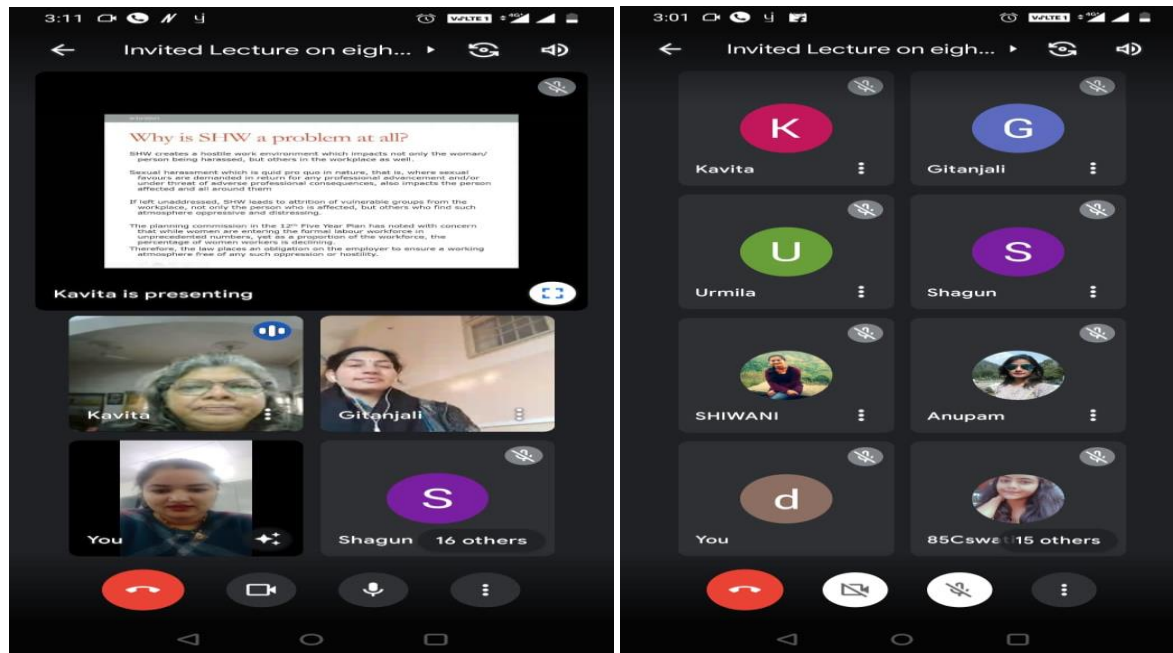 3:11
VoLTE 1
4G+
Invited Lecture on eigh...
Why is SHW a problem at all?
SHW creates a hostile work environment which impacts not only the woman/
person being harassed, but others in the workplace as well.
Sexual harassment which is quid pro quo in nature, that is, where sexual
favours are demanded in return for any professional advancement and/or
under threat of adverse professional consequences, also impacts the person
affected and all around them
If left unaddressed, SHW leads to attrition of vulnerable groups from the
workplace, not only the person who is affected, but others who find such
atmosphere oppressive and distressing.
The planning commission in the 12th Five Year Plan has noted with concern
that while women are entering the formal labour workforce in
unprecedented numbers, yet as a proportion of the workforce, the
percentage of women workers is declining.
Therefore, the law places an obligation on the employer to ensure a working
atmosphere free of any such oppression or hostility.
Kavita is presenting
Kavita
Gitanjali
You
S
Shagun
16 others
3:01
VoLTE 1
4G+
Invited Lecture on eigh...
K
Kavita
G
Gitanjali
U
Urmila
S
Shagun
SHIWANI
Anupam
d
You
85Cswati
15 others